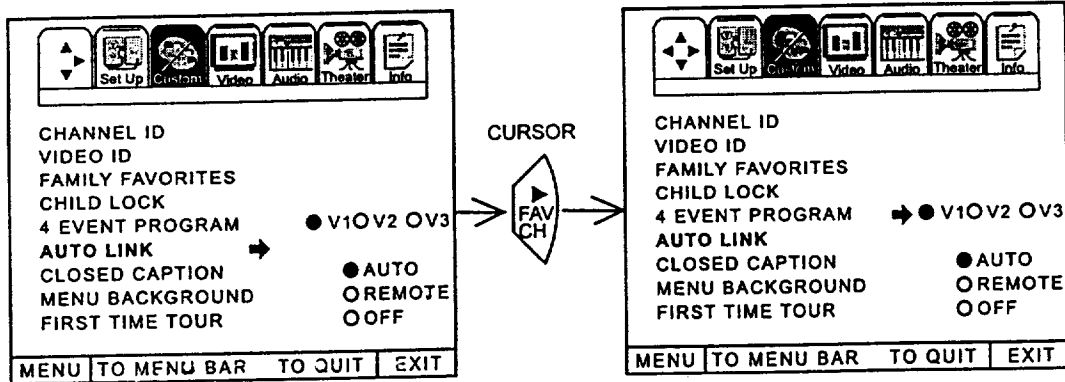 Set Up Custom Video Audio Theater Info
CHANNEL ID
VIDEO ID
FAMILY FAVORITES
CHILD LOCK
4 EVENT PROGRAM
V1 V2 V3
AUTO LINK
CLOSED CAPTION
AUTO
MENU BACKGROUND
REMOTE
FIRST TIME TOUR
OFF
MENU TO MENU BAR TO QUIT EXIT
CURSOR
FAV
CH
Set Up Custom Video Audio Theater Info
CHANNEL ID
VIDEO ID
FAMILY FAVORITES
CHILD LOCK
4 EVENT PROGRAM
V1 V2 V3
AUTO LINK
CLOSED CAPTION
AUTO
MENU BACKGROUND
REMOTE
FIRST TIME TOUR
OFF
MENU TO MENU BAR TO QUIT EXIT